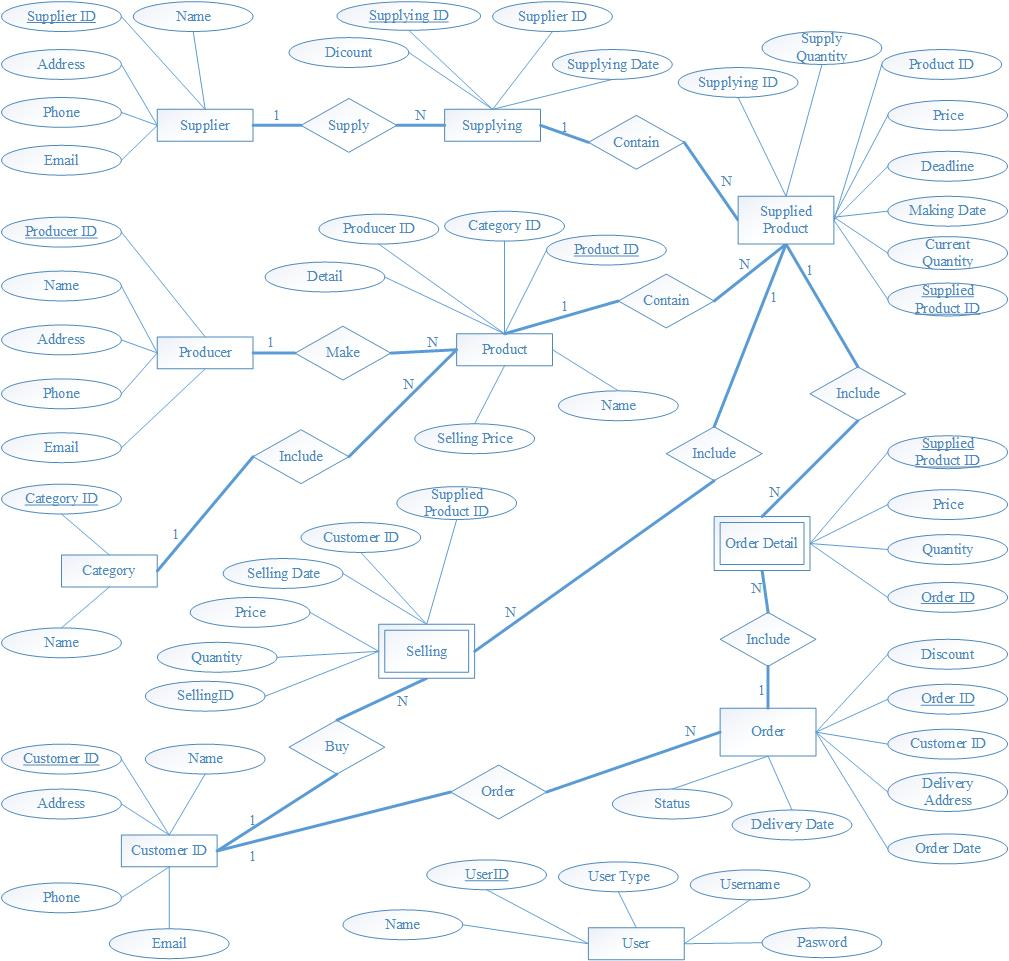 Supplier ID
Name
Supplying ID
Supplier ID
Supply
Quantity
Address
Dicount
Supplying Date
Product ID
Supplying ID
Phone
Price
Supplier
1
Supply
N
Supplying
1
Contain
Email
Deadline
N
Supplied
Product
Making Date
Producer ID
Producer ID
Category ID
Product ID
Current
Quantity
Name
Detail
N
1
1
Contain
1
Supplied
Product ID
Address
Producer
1
Make
N
Product
N
Phone
Name
Include
Email
Selling Price
Include
Include
Supplied
Product ID
Category ID
Supplied
Product ID
N
Price
1
Customer ID
Order Detail
Quantity
Category
Selling Date
N
Order ID
Name
Price
N
Include
Quantity
Selling
Discount
SellingID
N
1
Order ID
Customer ID
Name
Buy
N
Order
Customer ID
Address
Order
Status
Delivery
Address
1
Delivery Date
Customer ID
1
Order Date
Phone
UserID
User Type
Username
Name
Email
User
Pasword